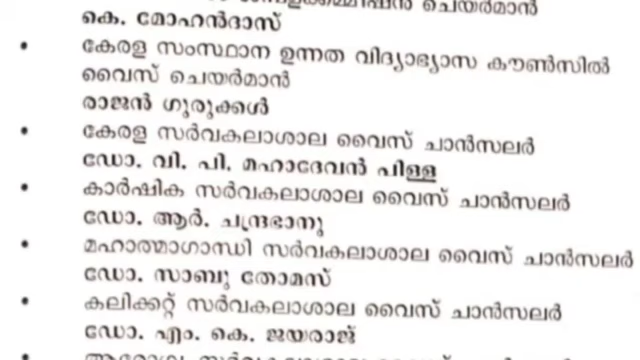 ചെയർമാൻ
കെ. മോഹൻദാസ്
• കേരള സംസ്ഥാന ഉന്നത വിദ്യാഭ്യാസ കൗൺസിൽ
വൈസ് ചെയർമാൻ
രാജൻ ഗുരുക്കൾ
• കേരള സർവകലാശാല വൈസ് ചാൻസലർ
ഡോ. വി. പി. മഹാദേവൻ പിള്ള
• കാർഷിക സർവകലാശാല വൈസ് ചാൻസലർ
ഡോ. ആർ. ചന്ദ്രഭാനു
• മഹാത്മാഗാന്ധി സർവകലാശാല വൈസ് ചാൻസലർ
ഡോ. സാബു തോമസ്
• കലിക്കറ്റ് സർവകലാശാല വൈസ് ചാൻസലർ
ഡോ. എം. കെ. ജയരാജ്